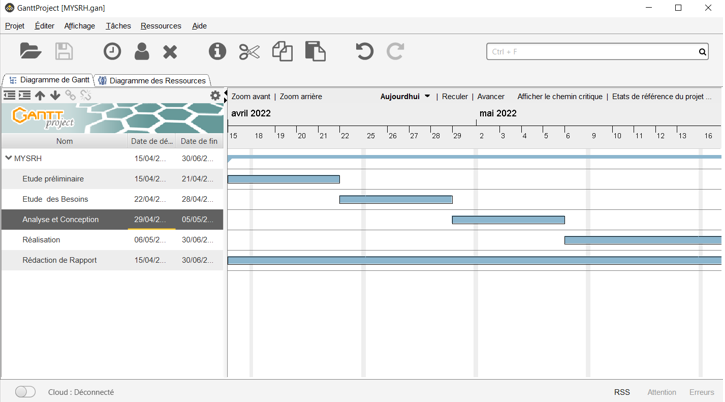 GanttProject [MYSRH.gan]
Projet Éditer Affichage Tâches Ressources Aide
Ctrl + F
Diagramme de Gantt Diagramme des Ressources
Zoom avant | Zoom arrière Aujourdhui | Reculer | Avancer Afficher le chemin critique | Etats de référence du projet ...
GANTT project
avril 2022 mai 2022
15 18 19 20 21 22 25 26 27 28 29 2 3 4 5 6 9 10 11 12 13 16
Nom Date de dé... Date de fin
MYSRH 15/04/2... 30/06/2...
Etude préliminaire 15/04/2... 21/04/2...
Etude des Besoins 22/04/2... 28/04/2...
Analyse et Conception 29/04/2... 05/05/2...
Réalisation 06/05/2... 30/06/2...
Rédaction de Rapport 15/04/2... 30/06/2...
Cloud : Déconnecté RSS Attention Erreurs